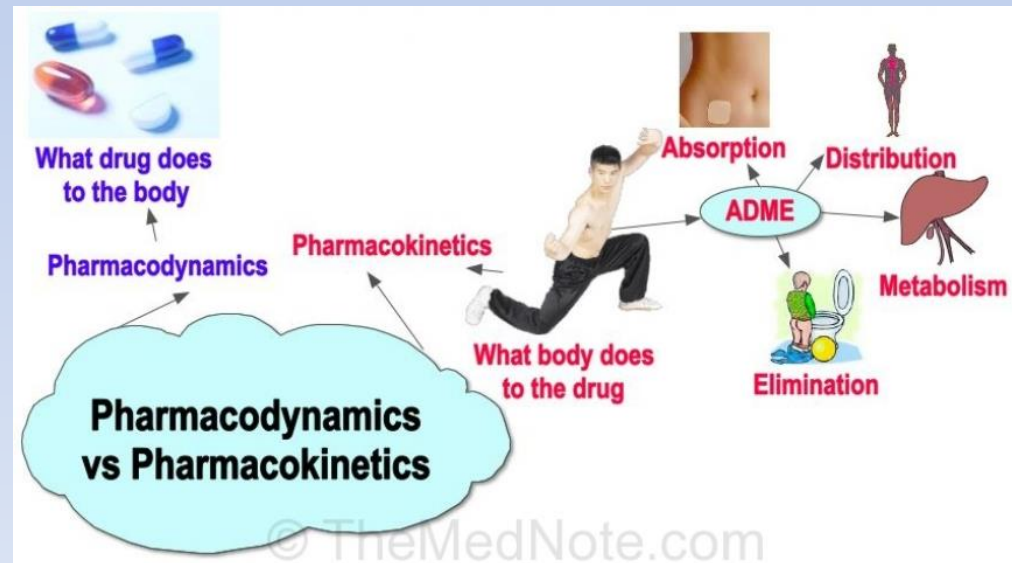 What drug does
to the body
Pharmacodynamics
Pharmacokinetics
What body does
to the drug
ADME
Absorption
Distribution
Metabolism
Elimination
Pharmacodynamics
vs Pharmacokinetics
© TheMedNote.com